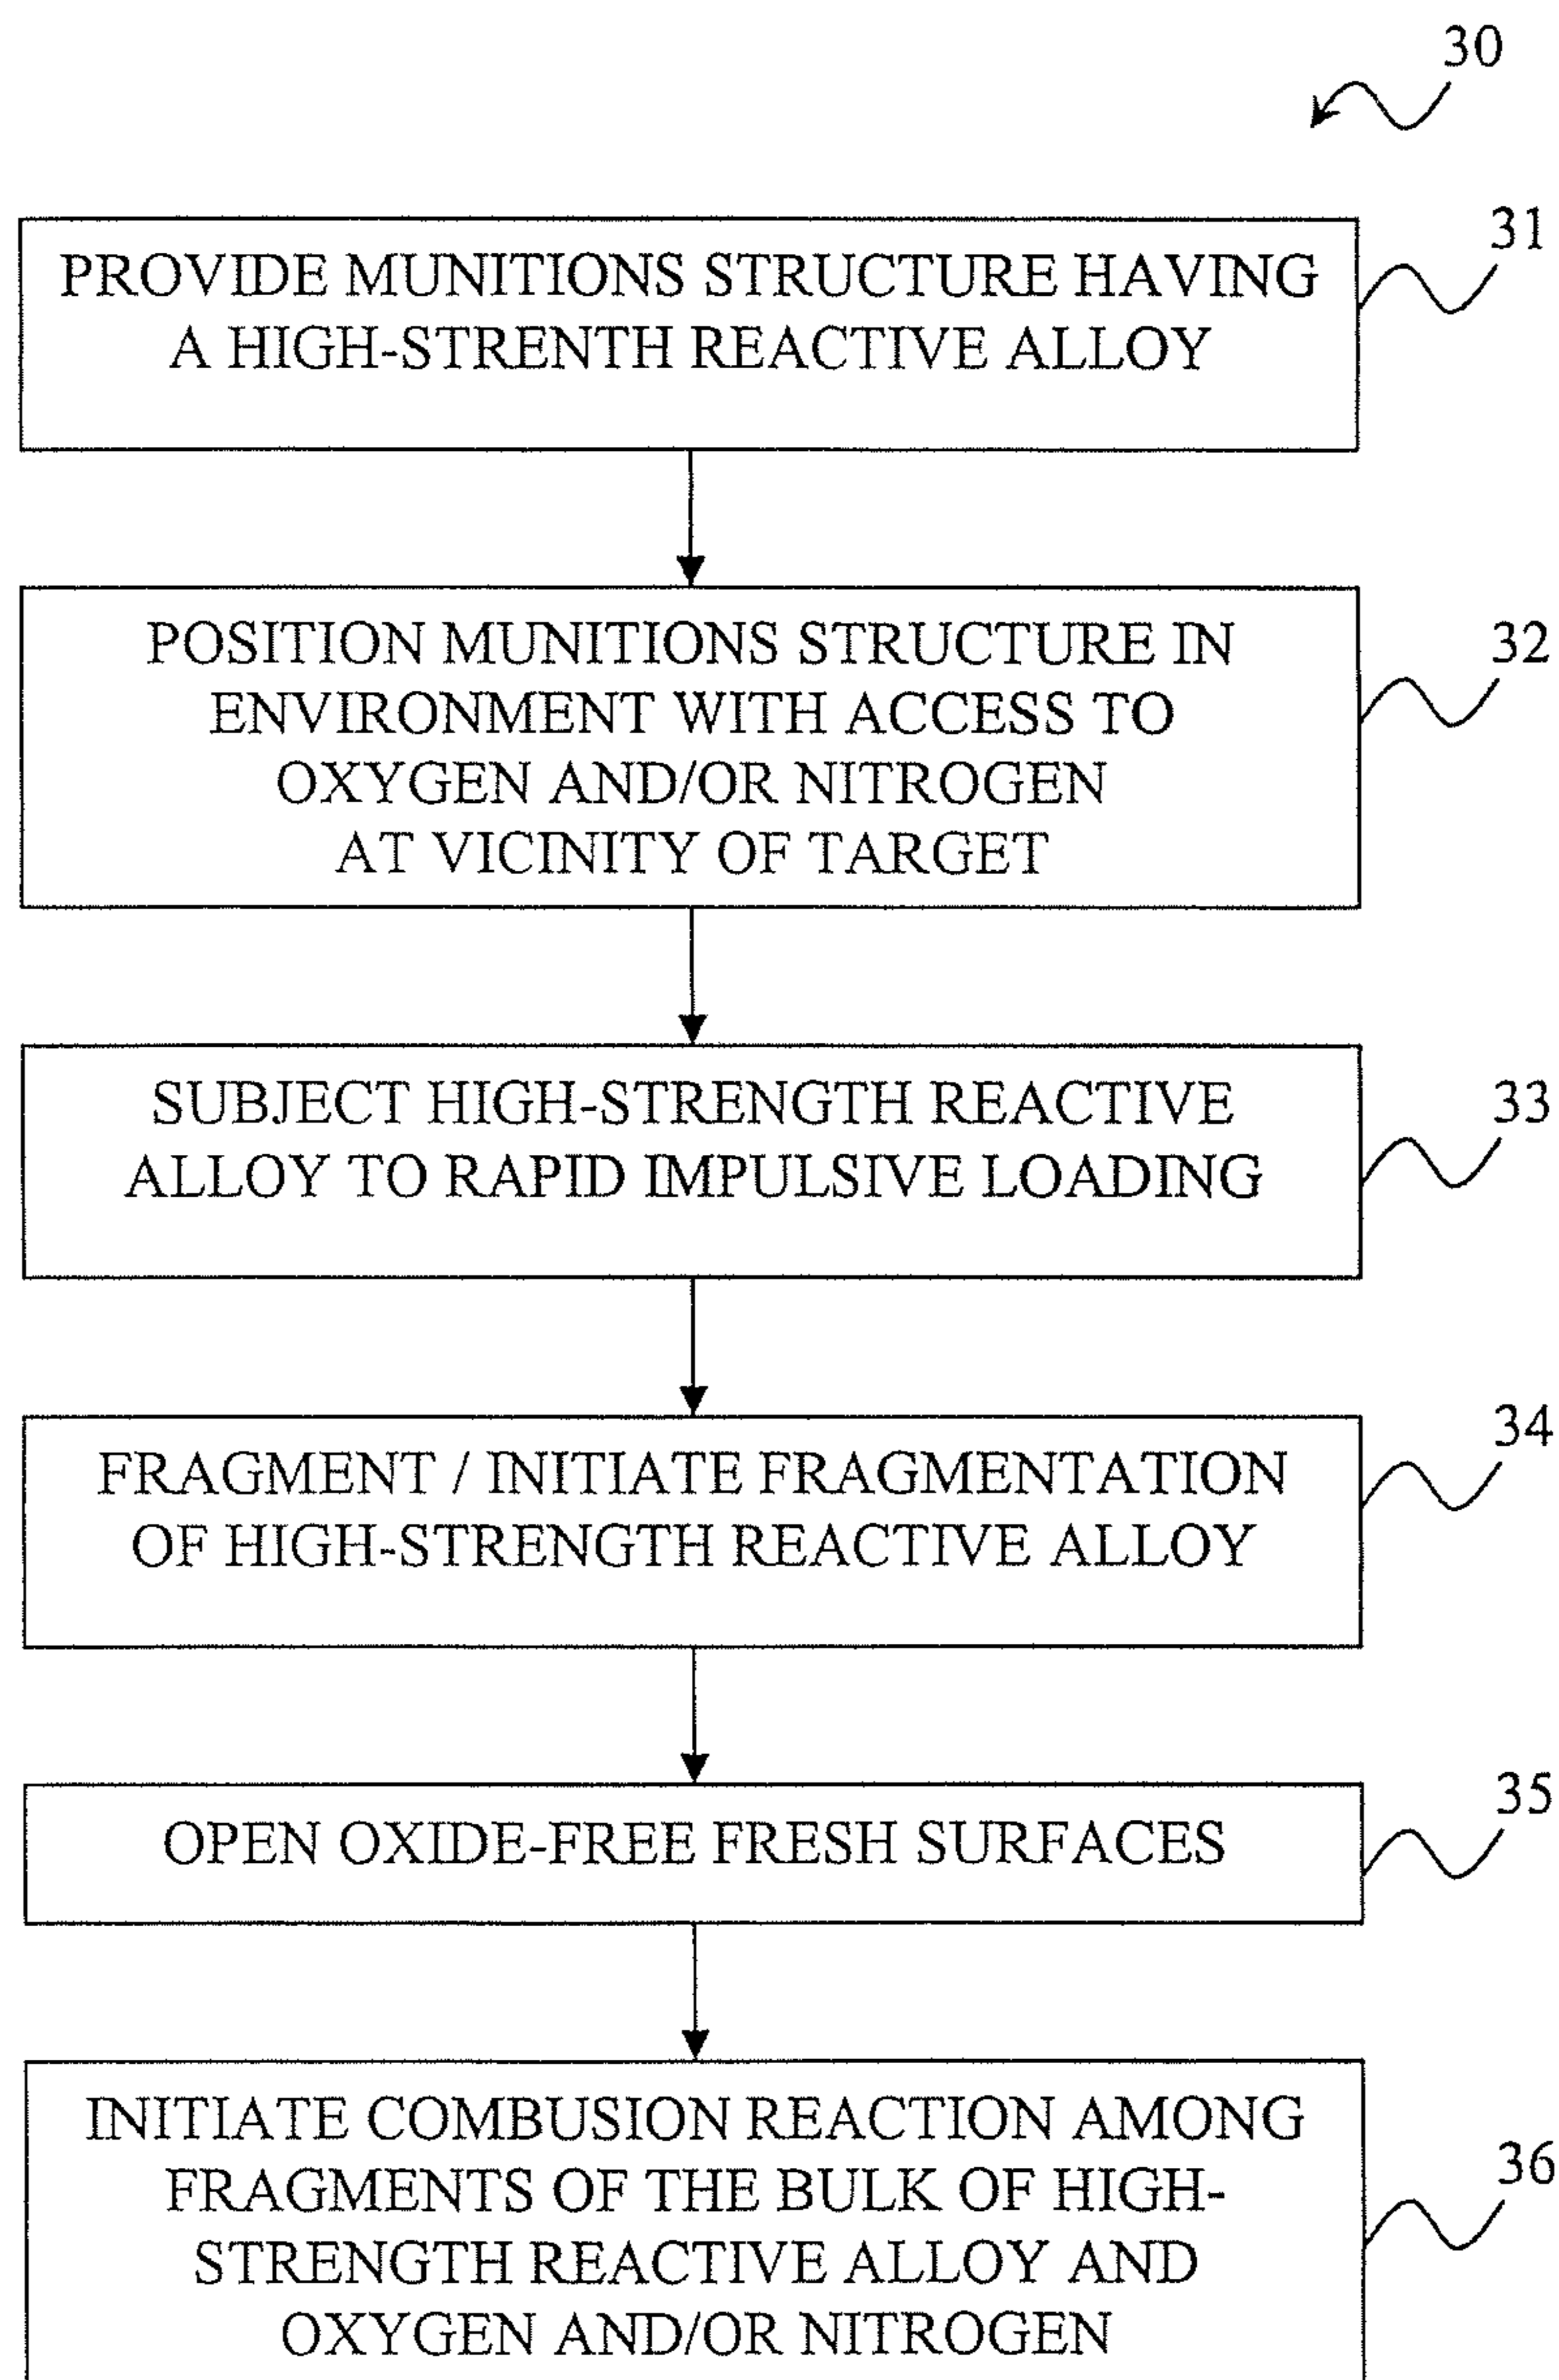 30
PROVIDE MUNITIONS STRUCTURE HAVING
A HIGH-STRENTH REACTIVE ALLOY
31
POSITION MUNITIONS STRUCTURE IN
ENVIRONMENT WITH ACCESS TO
OXYGEN AND/OR NITROGEN
AT VICINITY OF TARGET
32
SUBJECT HIGH-STRENGTH REACTIVE
ALLOY TO RAPID IMPULSIVE LOADING
33
FRAGMENT / INITIATE FRAGMENTATION
OF HIGH-STRENGTH REACTIVE ALLOY
34
OPEN OXIDE-FREE FRESH SURFACES
35
INITIATE COMBUSION REACTION AMONG
FRAGMENTS OF THE BULK OF HIGH-
STRENGTH REACTIVE ALLOY AND
OXYGEN AND/OR NITROGEN
36